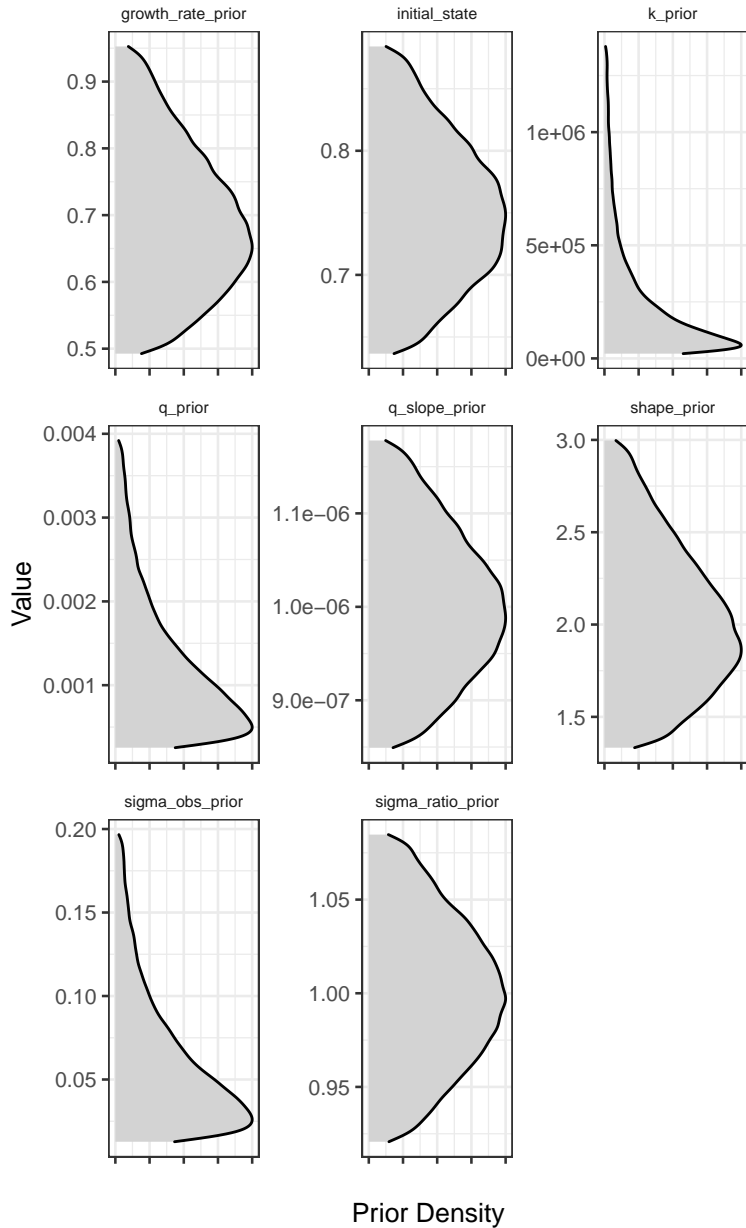 growth_rate_prior
initial_state
k_prior
0.9
0.8
0.7
0.6
0.5
0.8
0.7
1e+06
5e+05
0e+00
q_prior
q_slope_prior
shape_prior
0.004
0.003
0.002
0.001
1.1e−06
1.0e−06
9.0e−07
3.0
2.5
2.0
1.5
Value
sigma_obs_prior
sigma_ratio_prior
0.20
0.15
0.10
0.05
1.05
1.00
0.95
Prior Density